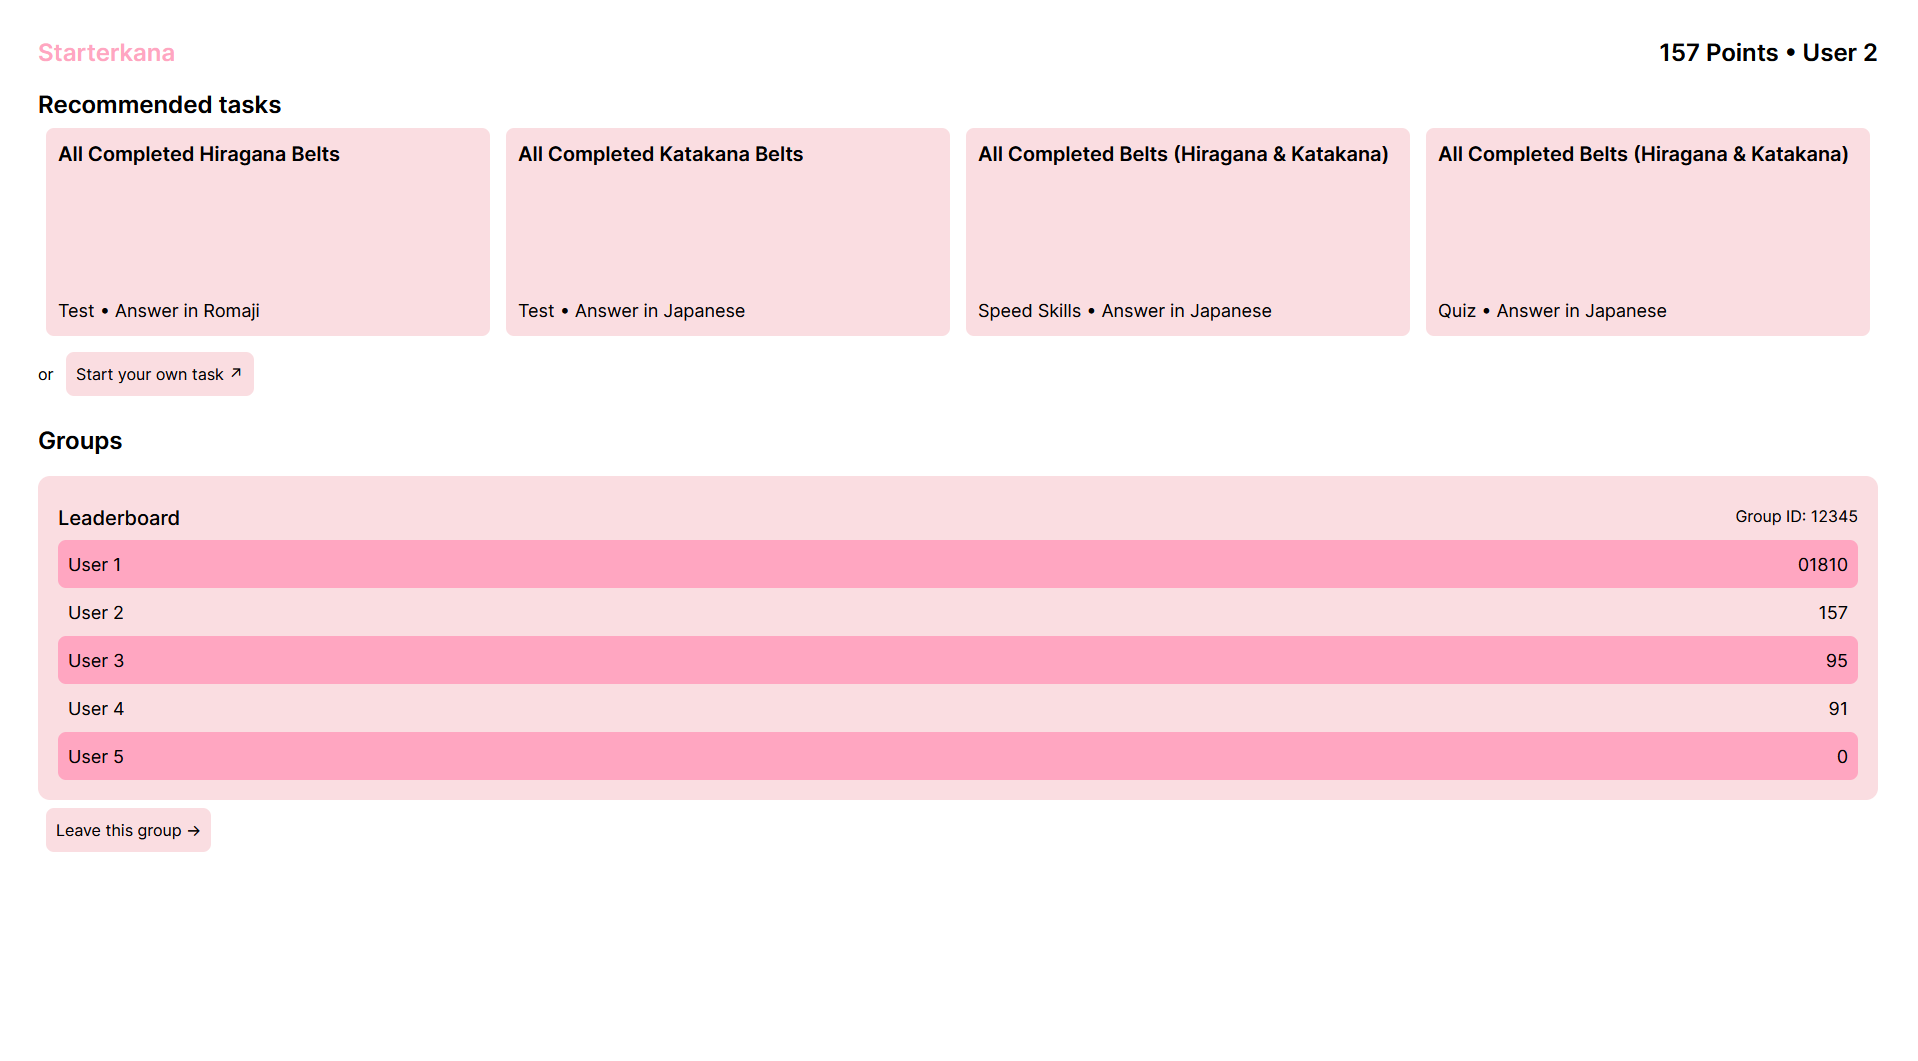 Starterkana
157 Points • User 2
Recommended tasks
All Completed Hiragana Belts
Test • Answer in Romaji
All Completed Katakana Belts
Test • Answer in Japanese
All Completed Belts (Hiragana & Katakana)
Speed Skills • Answer in Japanese
All Completed Belts (Hiragana & Katakana)
Quiz • Answer in Japanese
or
Start your own task ↗
Groups
Leaderboard
Group ID: 12345
User 1 01810
User 2 157
User 3 95
User 4 91
User 5 0
Leave this group →